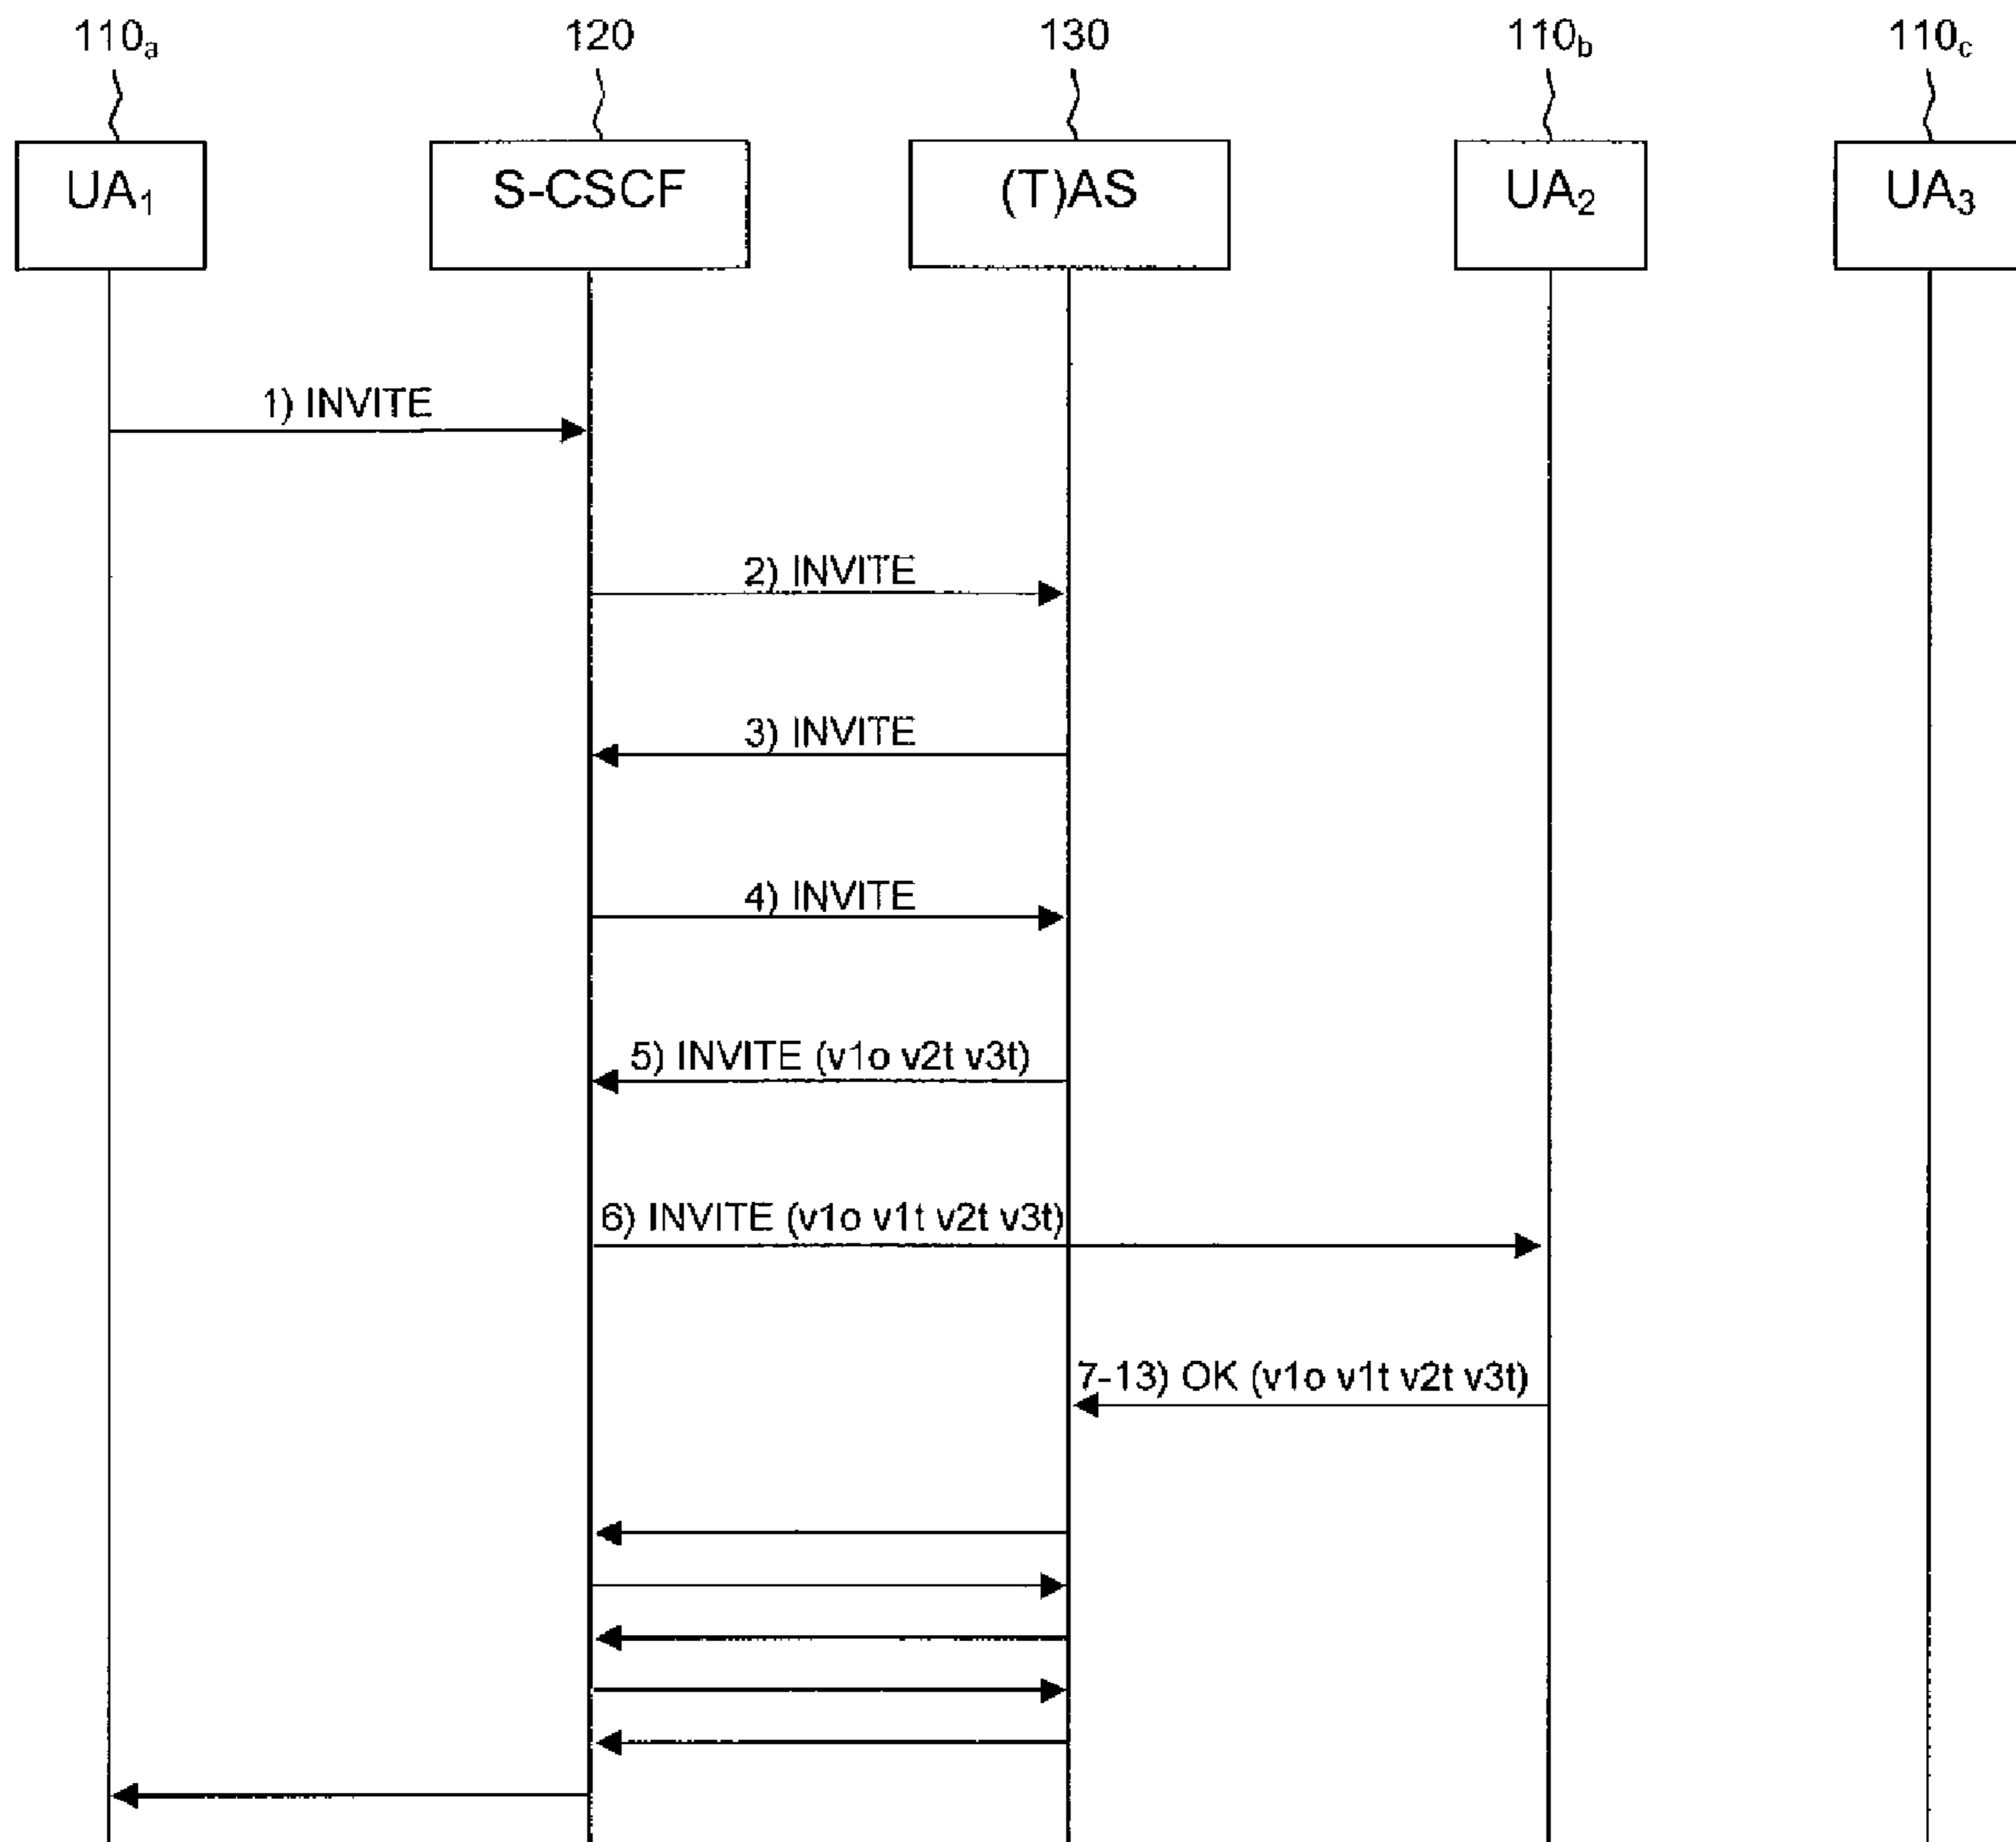 110a 120 130 110b 110c
UA1 S-CSCF (T)AS UA2 UA3
1) INVITE
2) INVITE
3) INVITE
4) INVITE
5) INVITE (v1o v2t v3t)
6) INVITE (v1o v1t v2t v3t)
7-13) OK (v1o v1t v2t v3t)